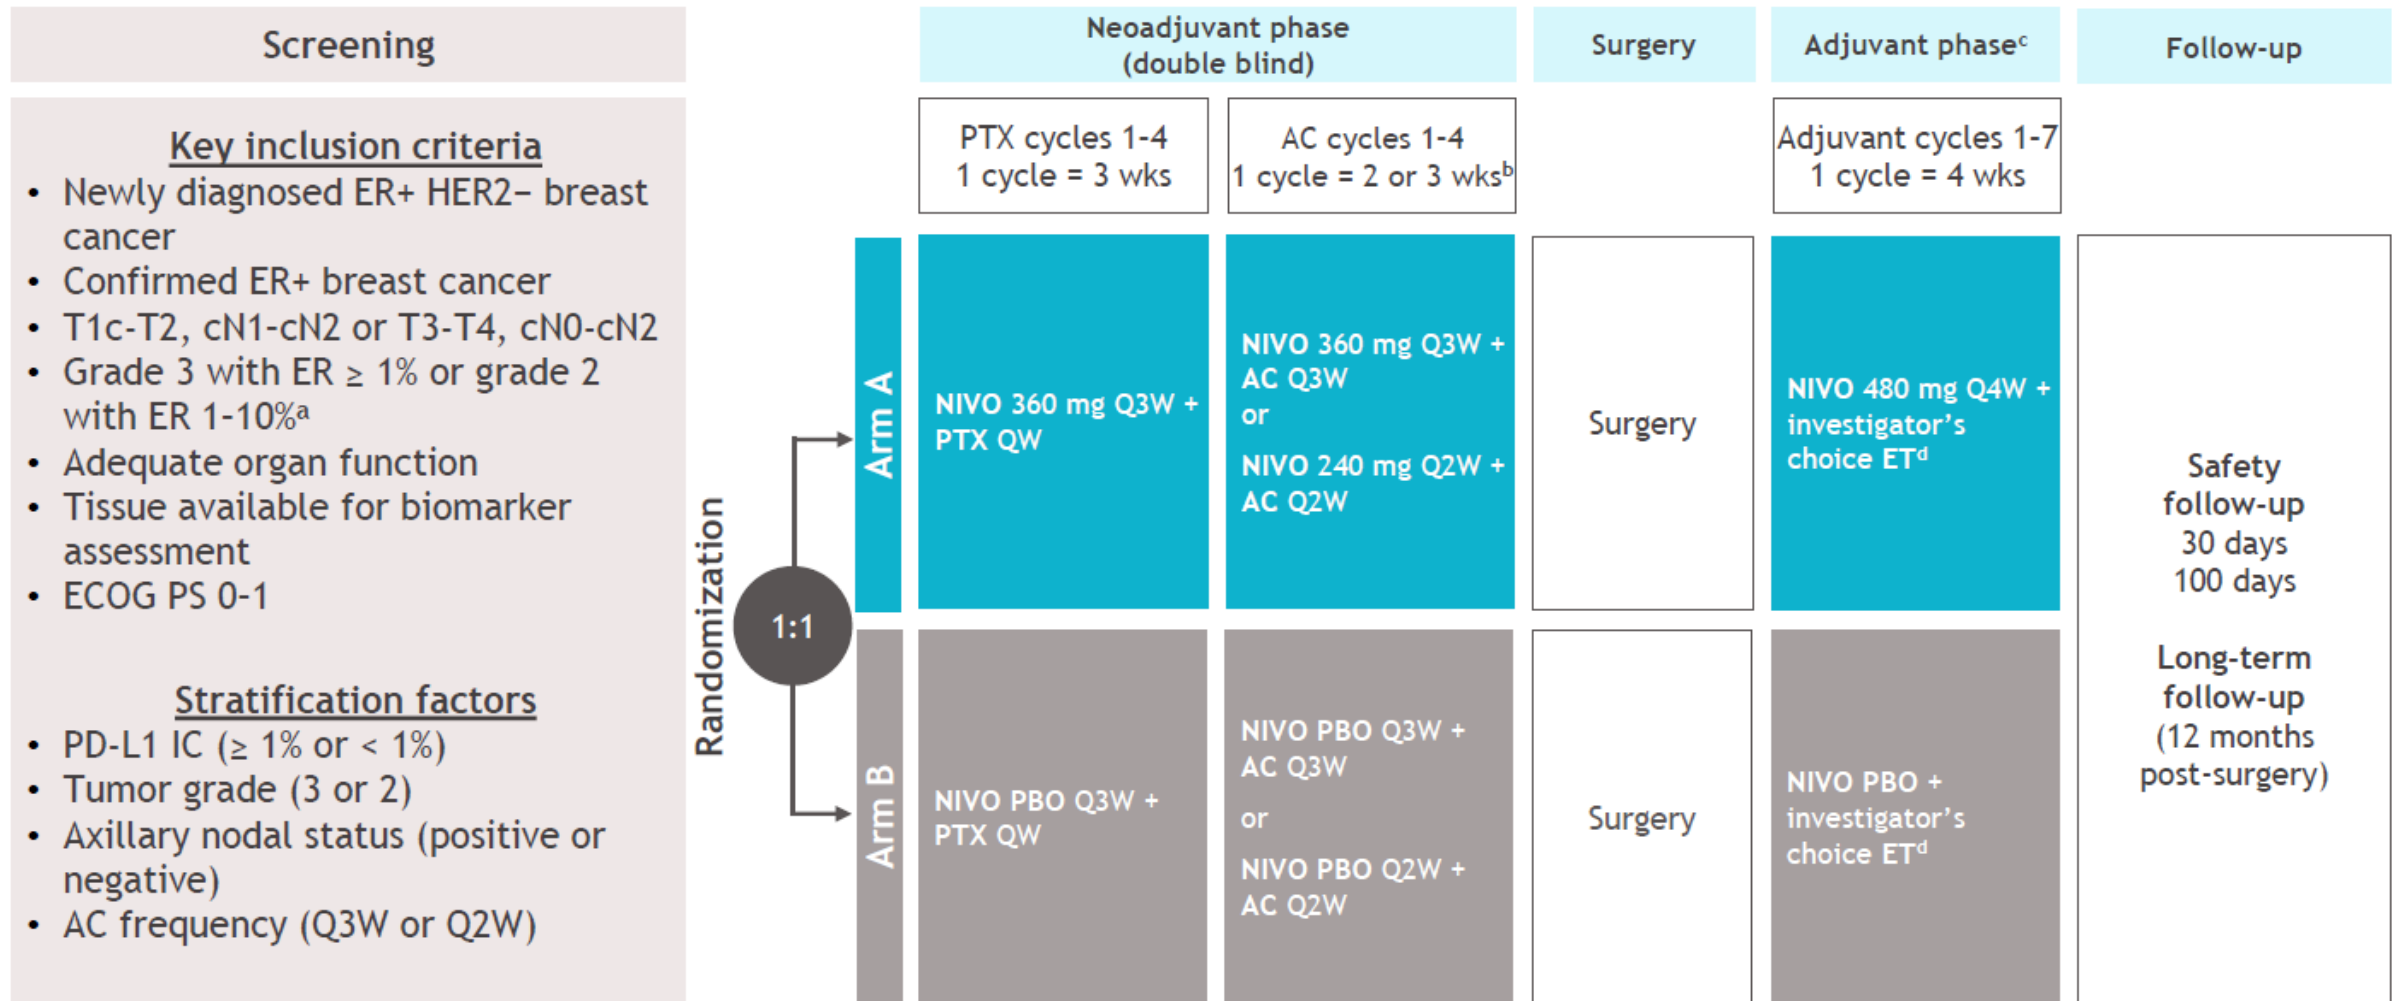 Screening
Key inclusion criteria
• Newly diagnosed ER+ HER2− breast
cancer
• Confirmed ER+ breast cancer
• T1c-T2, cN1–cN2 or T3-T4, cN0-cN2
• Grade 3 with ER ≥ 1% or grade 2
with ER 1–10%ᵃ
• Adequate organ function
• Tissue available for biomarker
assessment
• ECOG PS 0–1
Stratification factors
• PD-L1 IC (≥ 1% or < 1%)
• Tumor grade (3 or 2)
• Axillary nodal status (positive or
negative)
• AC frequency (Q3W or Q2W)
Randomization
1:1
Neoadjuvant phase
(double blind)
Surgery
Adjuvant phaseᶜ
Follow-up
PTX cycles 1–4
1 cycle = 3 wks
AC cycles 1–4
1 cycle = 2 or 3 wksᵇ
Adjuvant cycles 1–7
1 cycle = 4 wks
Arm A
NIVO 360 mg Q3W +
PTX QW
NIVO 360 mg Q3W +
AC Q3W
or
NIVO 240 mg Q2W +
AC Q2W
Surgery
NIVO 480 mg Q4W +
investigator's
choice ETᵈ
Arm B
NIVO PBO Q3W +
PTX QW
NIVO PBO Q3W +
AC Q3W
or
NIVO PBO Q2W +
AC Q2W
Surgery
NIVO PBO +
investigator's
choice ETᵈ
Safety
follow-up
30 days
100 days
Long-term
follow-up
(12 months
post-surgery)